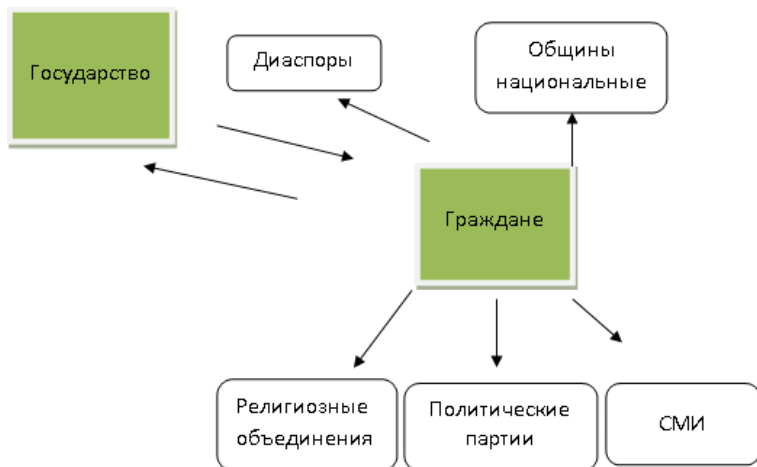 Государство
Диаспоры
Общины
национальные
Граждане
Религиозные
объединения
Политические
партии
СМИ